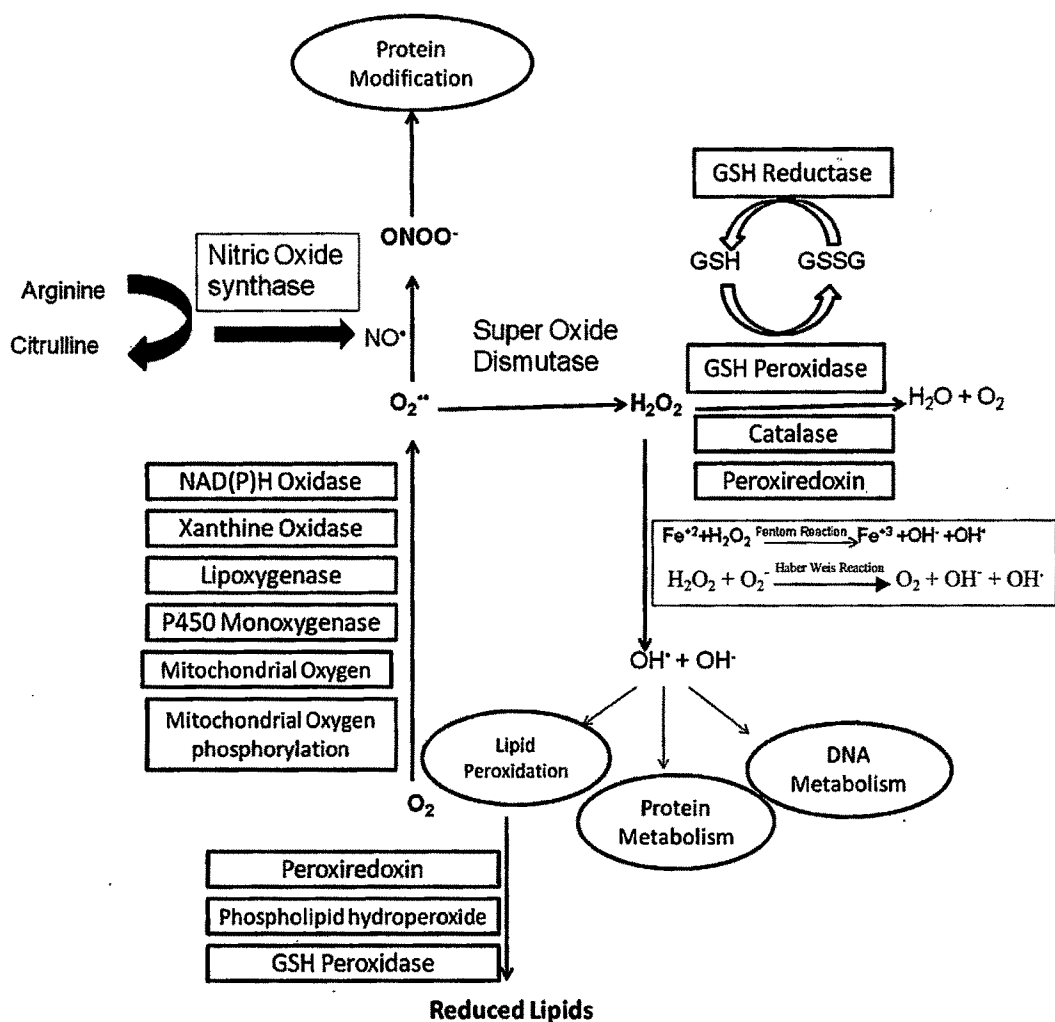 Protein
Modification
GSH Reductase
ONOO⁻
GSH
GSSG
Nitric Oxide
synthase
Arginine
Citrulline
NO•
Super Oxide
Dismutase
GSH Peroxidase
O₂••
H₂O₂
H₂O + O₂
Catalase
Peroxiredoxin
NAD(P)H Oxidase
Xanthine Oxidase
Lipoxygenase
P450 Monoxygenase
Mitochondrial Oxygen
Mitochondrial Oxygen
phosphorylation
Fe⁺²+H₂O₂ Fentom Reaction Fe⁺³ +OH⁻ +OH•
H₂O₂ + O₂⁻ Haber Weis Reaction O₂ + OH⁻ + OH•
OH• + OH⁻
Lipid
Peroxidation
Protein
Metabolism
DNA
Metabolism
O₂
Peroxiredoxin
Phospholipid hydroperoxide
GSH Peroxidase
Reduced Lipids